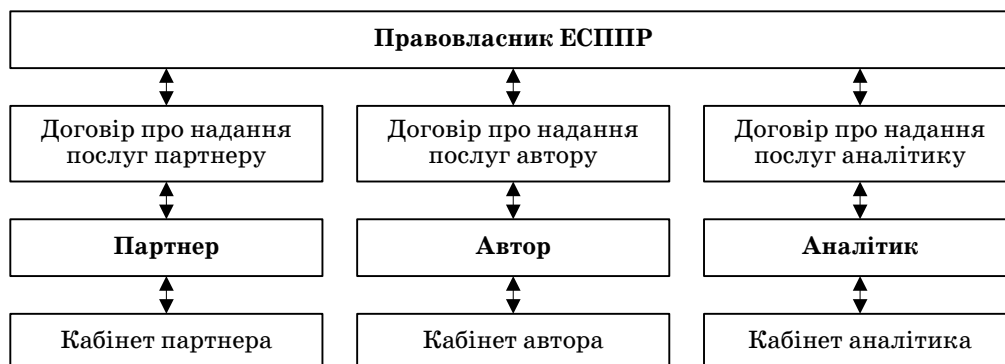 Правовласник ЕСППР
Договір про надання
послуг партнеру
Договір про надання
послуг автору
Договір про надання
послуг аналітику
Партнер
Автор
Аналітик
Кабінет партнера
Кабінет автора
Кабінет аналітика